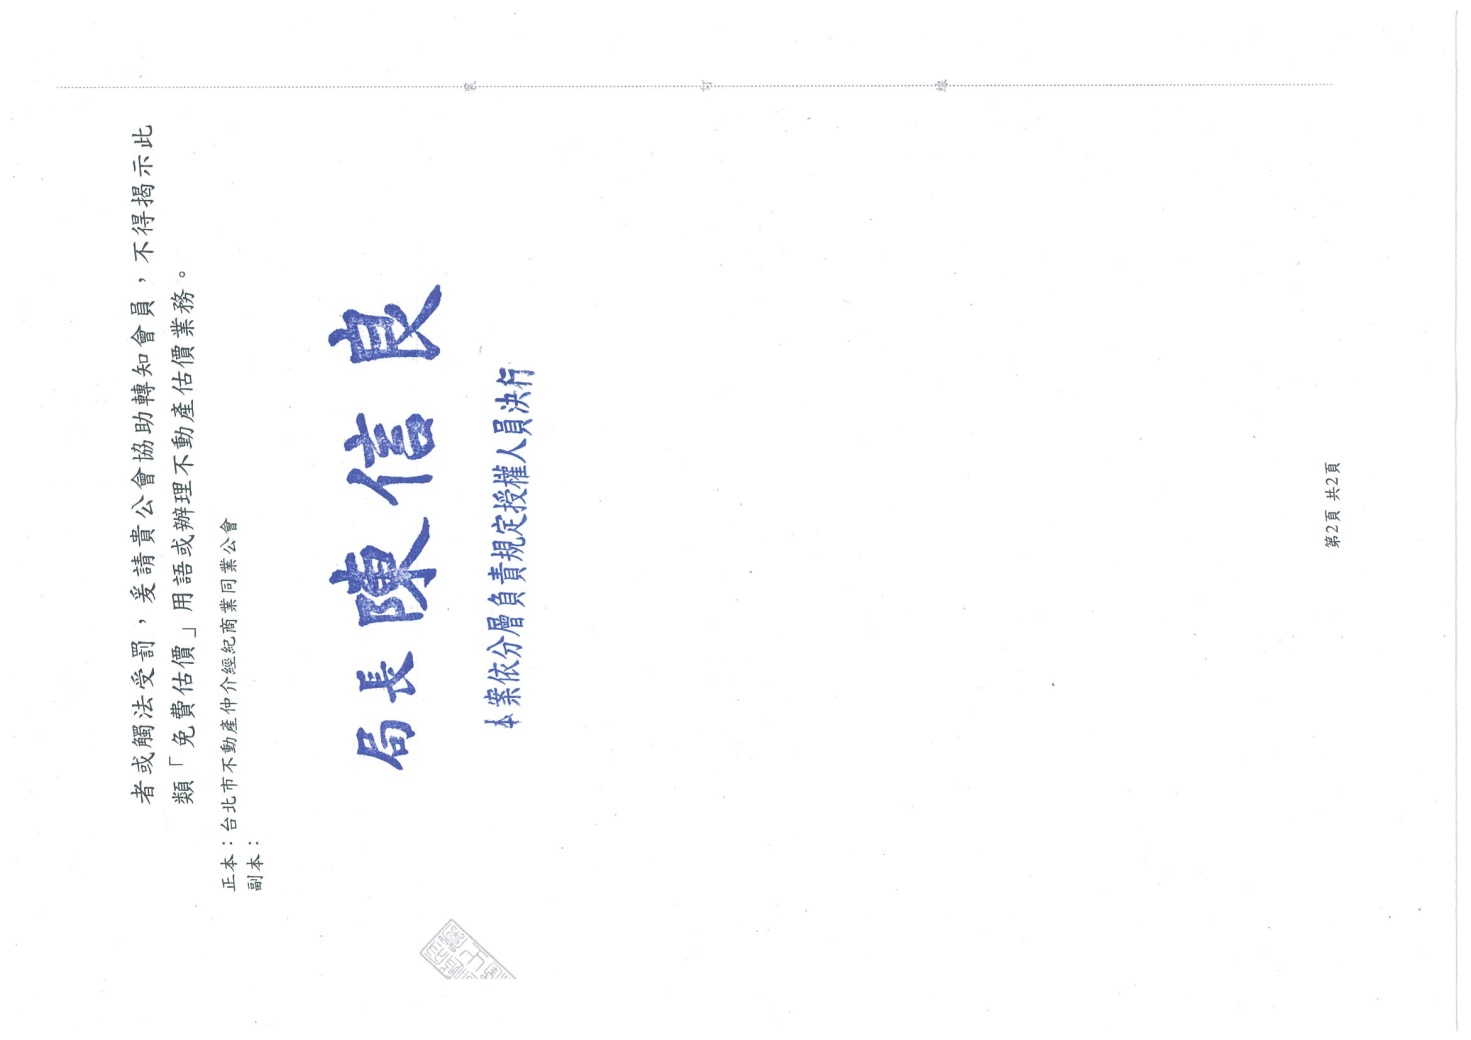 者或觸法受罰，爰請貴公會協助轉知會員，不得揭示此
類「免費估價」用語或辦理不動產估價業務。
正本：台北市不動產仲介經紀商業同業公會
副本：
局長陳信良
本案依分層負責規定授權人員決行
裝 訂 線
第2頁 共2頁